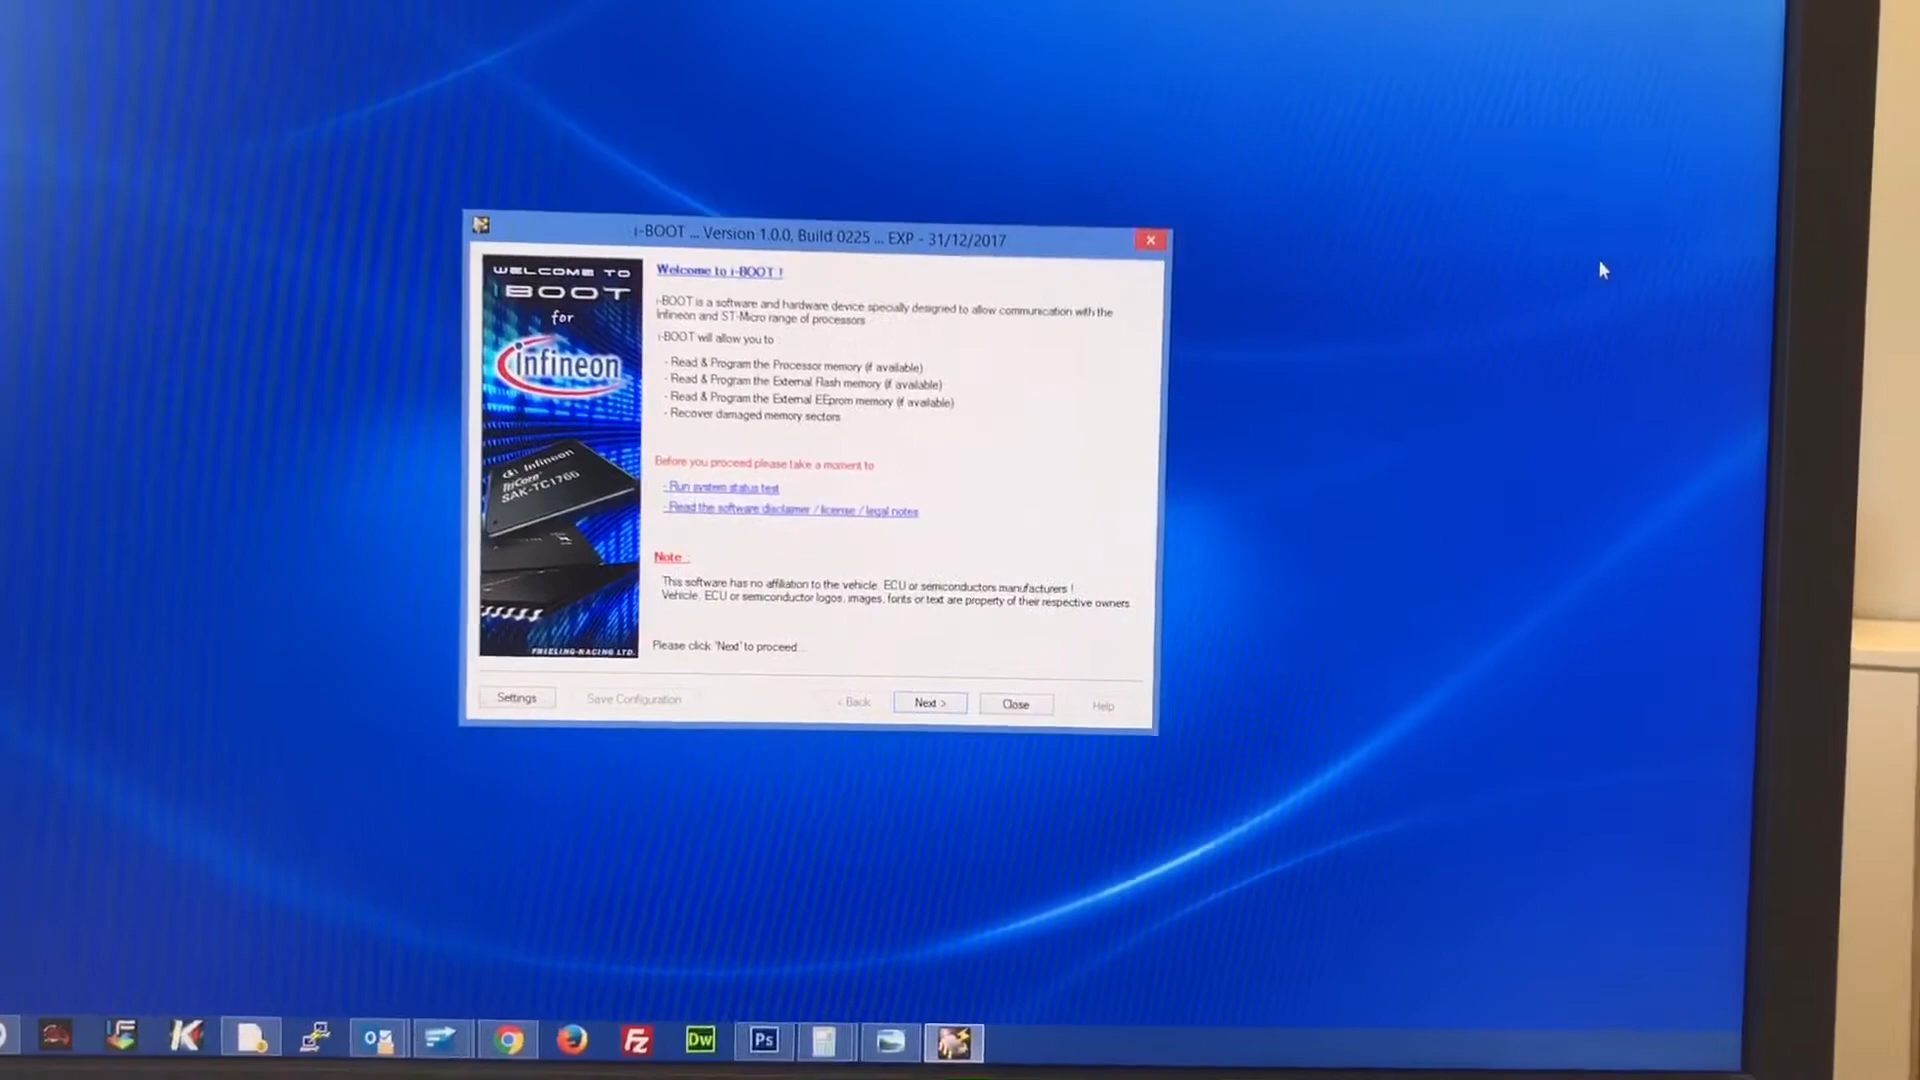 i-BOOT ... Version 1.0.0, Build 0225 ... EXP - 31/12/2017
WELCOME TO
iBOOT
for
infineon
Infineon
TriCore
SAK-TC1766
FRIELING-RACING LTD.
Welcome to i-BOOT !
i-BOOT is a software and hardware device specially designed to allow communication with the
Infineon and ST-Micro range of processors
i-BOOT will allow you to
- Read & Program the Processor memory (if available)
- Read & Program the External Flash memory (if available)
- Read & Program the External EEprom memory (if available)
- Recover damaged memory sectors
Before you proceed please take a moment to
- Run system status test
- Read the software disclaimer / license / legal notes
Note :
This software has no affiliation to the vehicle, ECU or semiconductors manufacturers !
Vehicle, ECU or semiconductor logos, images, fonts or text are property of their respective owners
Please click 'Next' to proceed...
Settings
Save Configuration
< Back
Next >
Close
Help
K
Fz
Dw
Ps